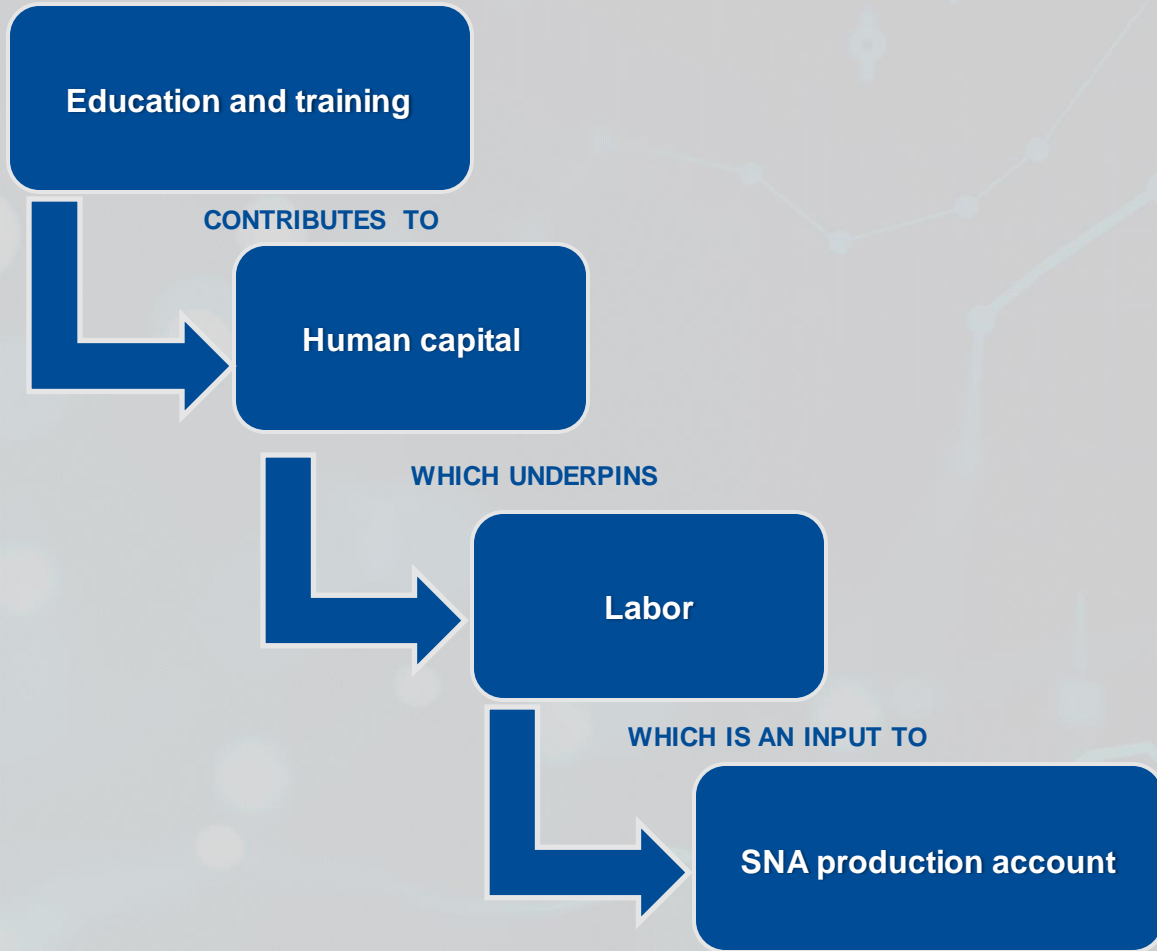 Education and training
CONTRIBUTES TO
Human capital
WHICH UNDERPINS
Labor
WHICH IS AN INPUT TO
SNA production account